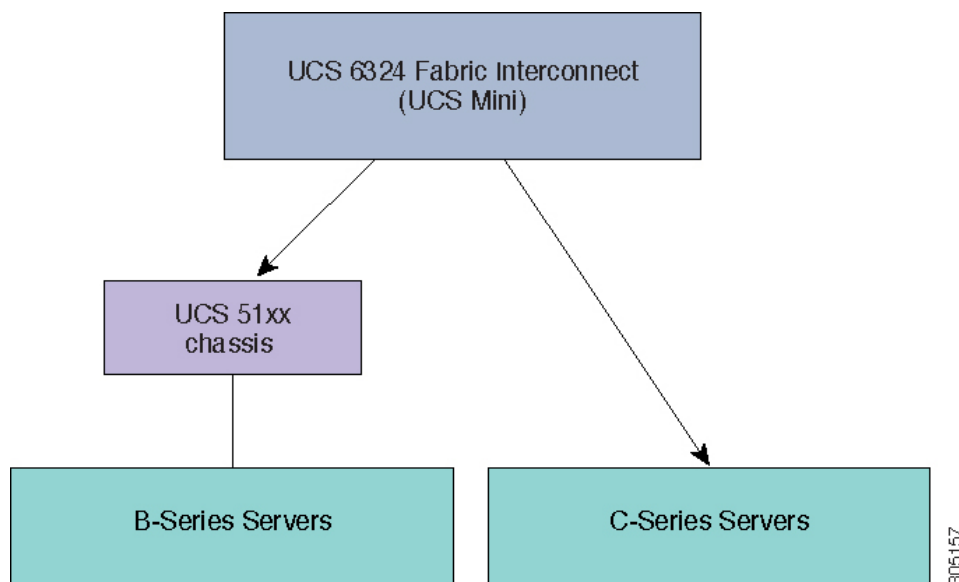 UCS 6324 Fabric Interconnect
(UCS Mini)
UCS 51xx
chassis
B-Series Servers
C-Series Servers
305157